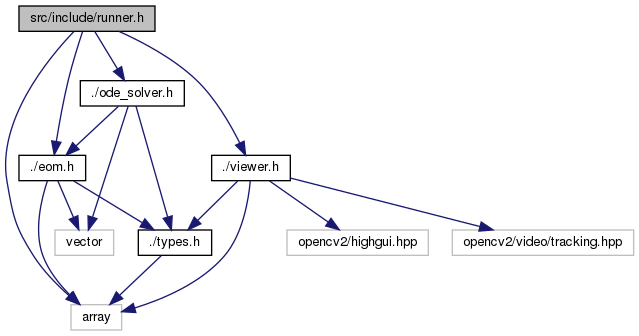 src/include/runner.h
./ode_solver.h
./eom.h
./viewer.h
vector
./types.h
opencv2/highgui.hpp
opencv2/video/tracking.hpp
array